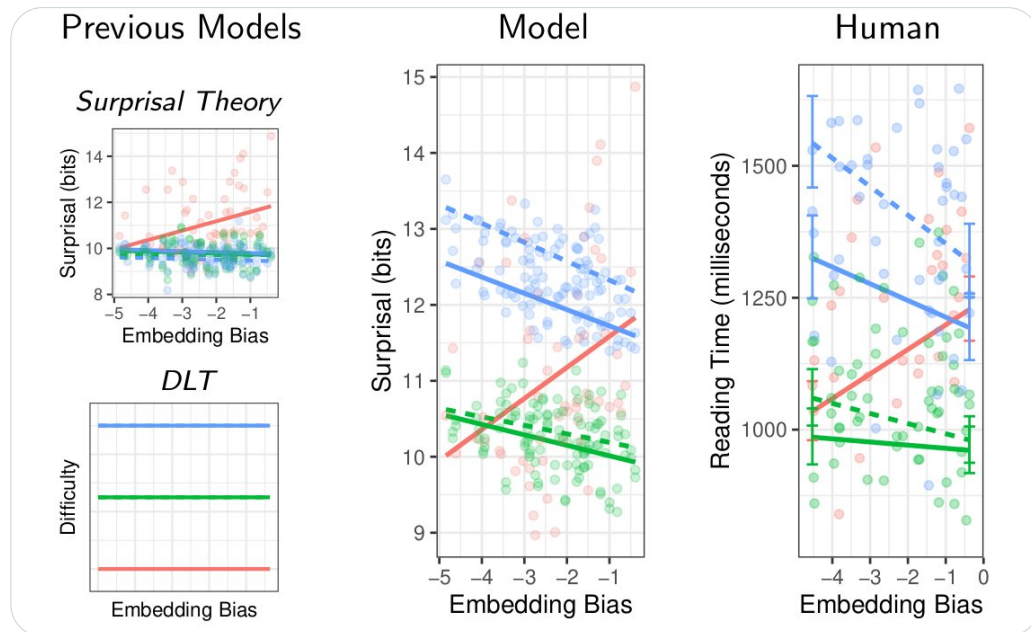 Previous Models
Surprisal Theory
Surprisal (bits)
14
12
10
8
−5 −4 −3 −2 −1
Embedding Bias
DLT
Difficulty
Embedding Bias
Model
Surprisal (bits)
15
14
13
12
11
10
9
−5 −4 −3 −2 −1
Embedding Bias
Human
Reading Time (milliseconds)
1500
1250
1000
−4 −3 −2 −1 0
Embedding Bias